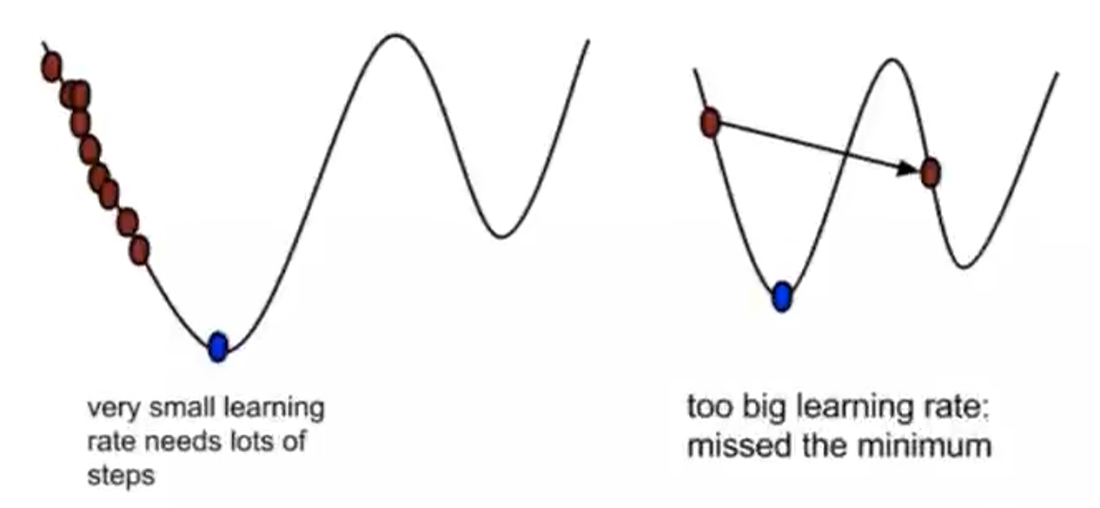 very small learning
rate needs lots of
steps
too big learning rate:
missed the minimum